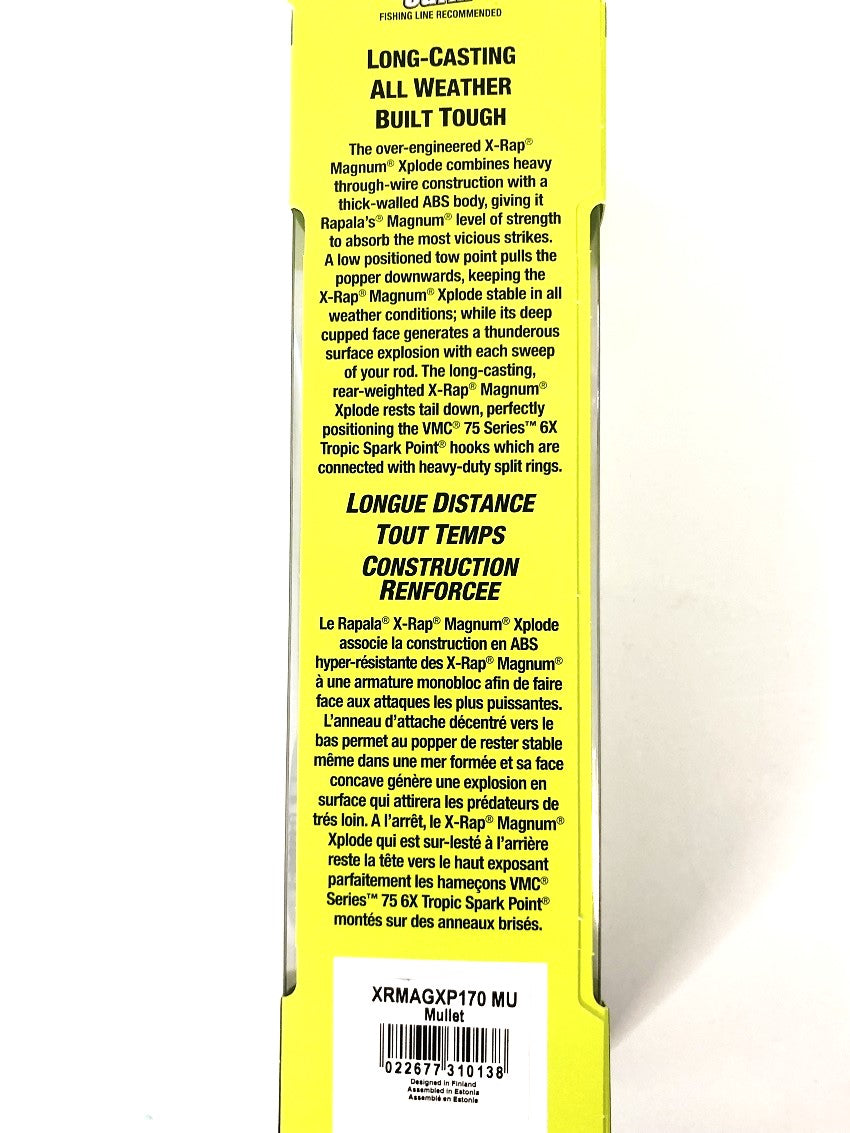 FISHING LINE RECOMMENDED
LONG-CASTING
ALL WEATHER
BUILT TOUGH
The over-engineered X-Rap®
Magnum® Xplode combines heavy
through-wire construction with a
thick-walled ABS body, giving it
Rapala's® Magnum® level of strength
to absorb the most vicious strikes.
A low positioned tow point pulls the
popper downwards, keeping the
X-Rap® Magnum® Xplode stable in all
weather conditions; while its deep
cupped face generates a thunderous
surface explosion with each sweep
of your rod. The long-casting,
rear-weighted X-Rap® Magnum®
Xplode rests tail down, perfectly
positioning the VMC® 75 Series™ 6X
Tropic Spark Point® hooks which are
connected with heavy-duty split rings.
LONGUE DISTANCE
TOUT TEMPS
CONSTRUCTION
RENFORCEE
Le Rapala® X-Rap® Magnum® Xplode
associe la construction en ABS
hyper-résistante des X-Rap® Magnum®
à une armature monobloc afin de faire
face aux attaques les plus puissantes.
L'anneau d'attache décentré vers le
bas permet au popper de rester stable
même dans une mer formée et sa face
concave génère une explosion en
surface qui attirera les prédateurs de
trés loin. A l'arrêt, le X-Rap® Magnum®
Xplode qui est sur-lesté à l'arrière
reste la tête vers le haut exposant
parfaitement les hameçons VMC®
Series™ 75 6X Tropic Spark Point®
montés sur des anneaux brisés.
XRMAGXP170 MU
Mullet
022677310138
Designed in Finland
Assembled in Estonia
Assemblé en Estonie